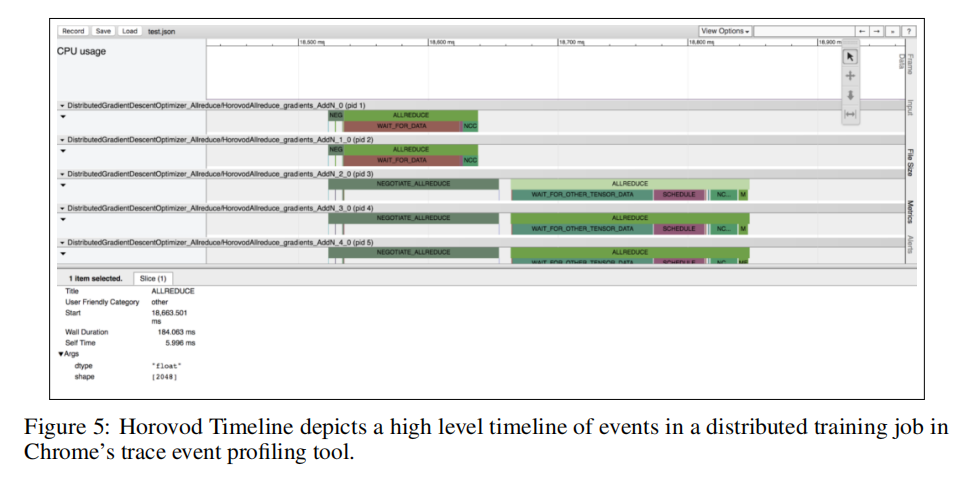 Record Save Load test.json View Options ← → » ?
CPU usage
18,500 ms 18,600 ms 18,700 ms 18,800 ms
Frame Data
Input
File Size
Metrics
Alerts
DistributedGradientDescentOptimizer_Allreduce/HorovodAllreduce_gradients_AddN_0 (pid 1)
NEG ALLREDUCE
WAIT_FOR_DATA NCC
DistributedGradientDescentOptimizer_Allreduce/HorovodAllreduce_gradients_AddN_1_0 (pid 2)
NEG ALLREDUCE
WAIT_FOR_DATA NCC
DistributedGradientDescentOptimizer_Allreduce/HorovodAllreduce_gradients_AddN_2_0 (pid 3)
NEGOTIATE_ALLREDUCE ALLREDUCE
WAIT_FOR_OTHER_TENSOR_DATA SCHEDULE NC... M
DistributedGradientDescentOptimizer_Allreduce/HorovodAllreduce_gradients_AddN_3_0 (pid 4)
NEGOTIATE_ALLREDUCE ALLREDUCE
WAIT_FOR_OTHER_TENSOR_DATA SCHEDULE NC... M
DistributedGradientDescentOptimizer_Allreduce/HorovodAllreduce_gradients_AddN_4_0 (pid 5)
NEGOTIATE_ALLREDUCE ALLREDUCE
1 item selected. Slice (1)
Title ALLREDUCE
User Friendly Category other
Start 18,663.501
ms
Wall Duration 184.063 ms
Self Time 5.996 ms
▼Args
dtype "float"
shape [2048]
Figure 5: Horovod Timeline depicts a high level timeline of events in a distributed training job in
Chrome's trace event profiling tool.